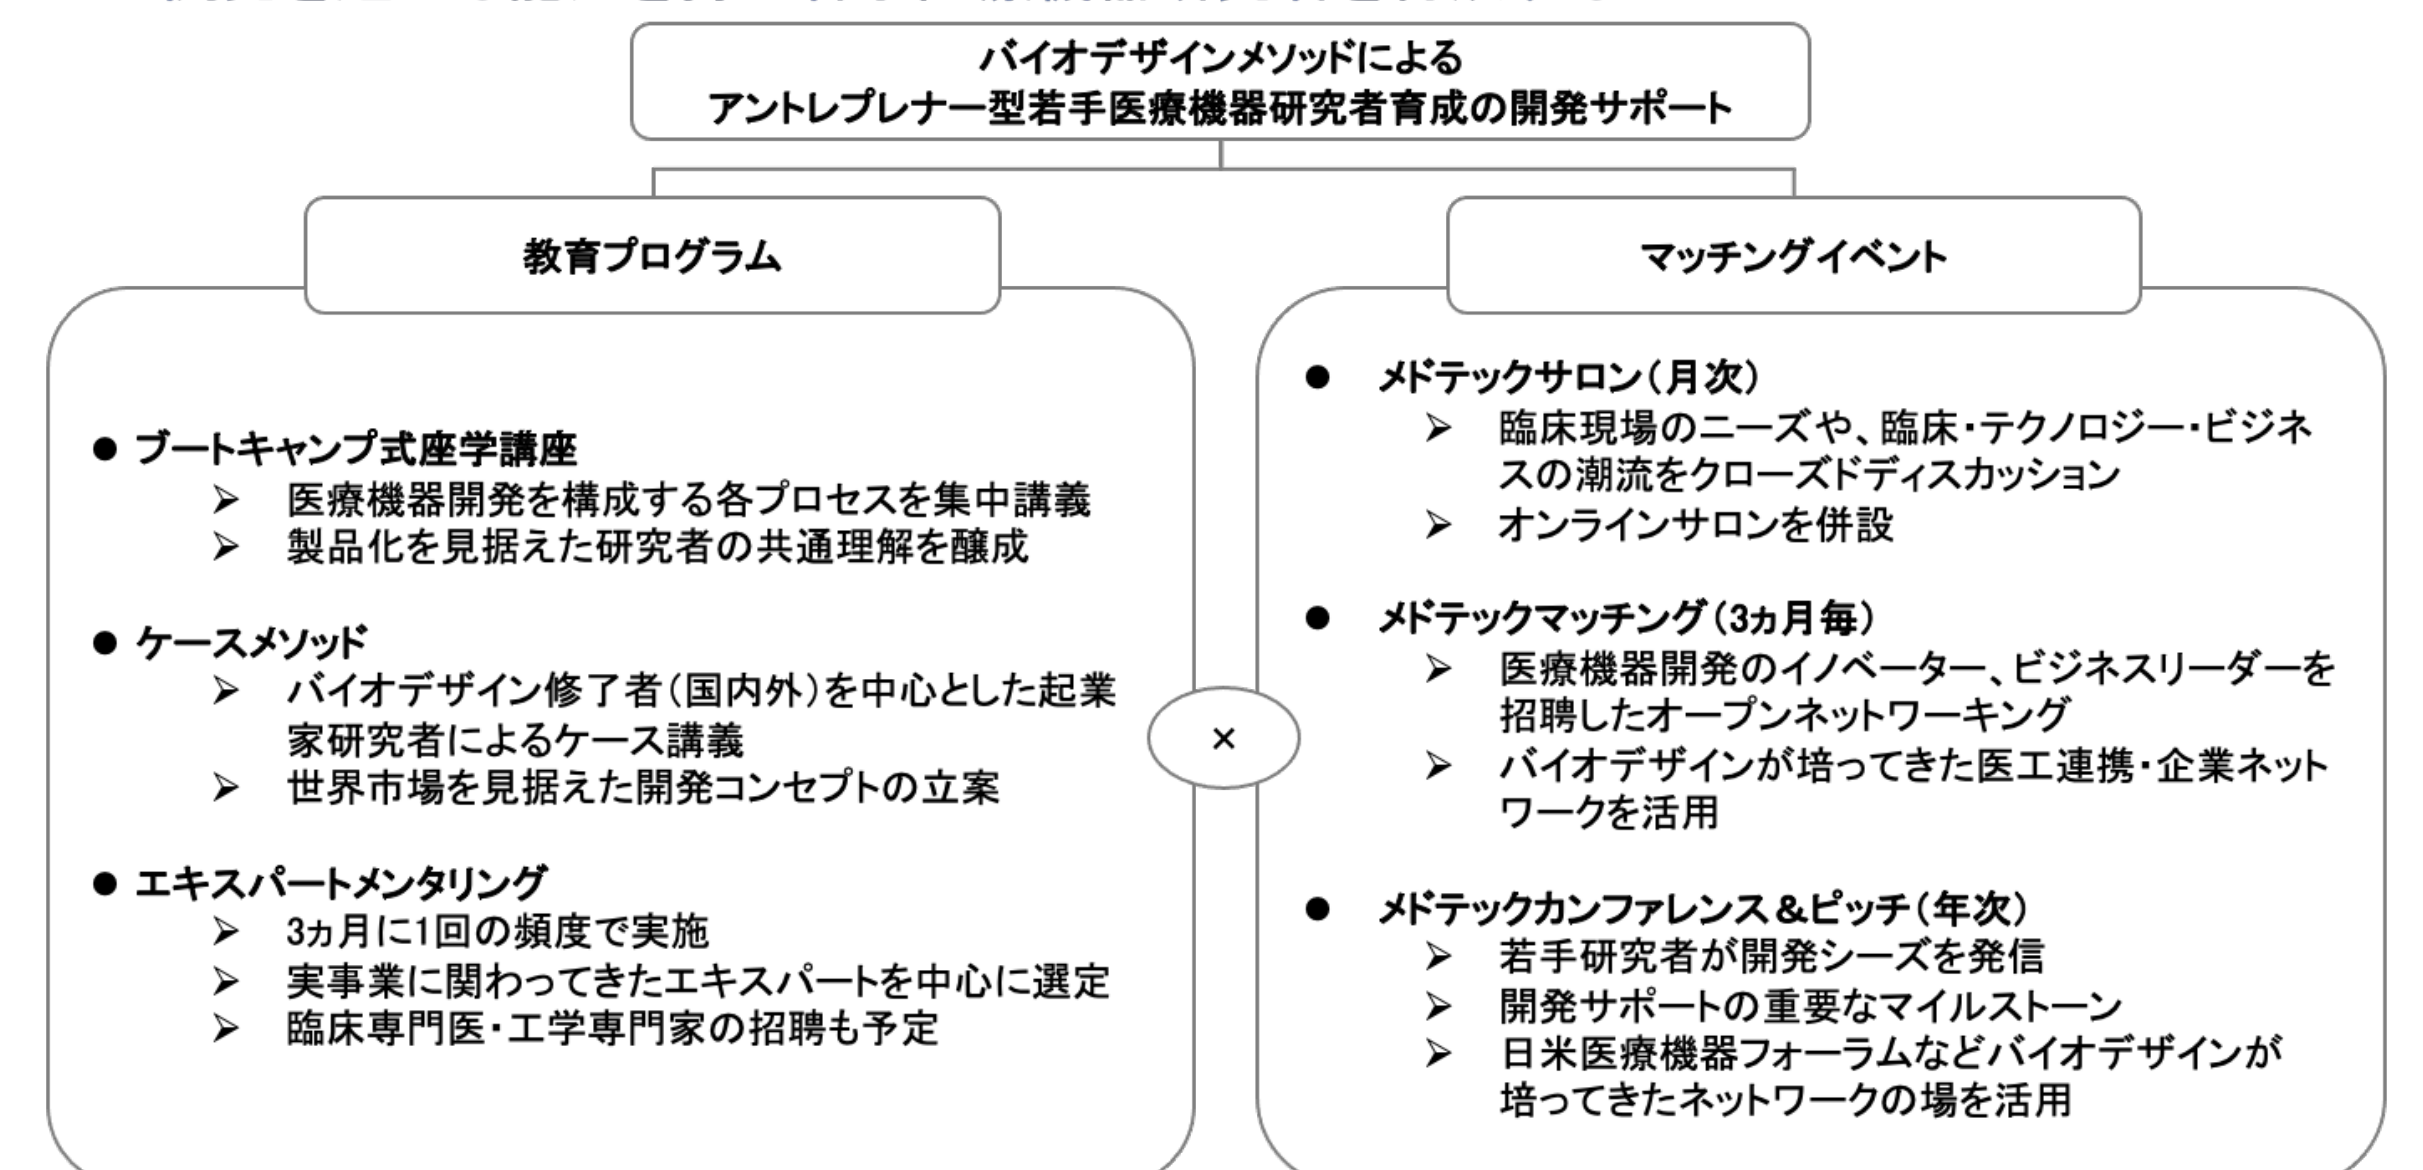 バイオデザインメソッドによる
アントレプレナー型若手医療機器研究者育成の開発サポート
教育プログラム
● ブートキャンプ式座学講座
➢ 医療機器開発を構成する各プロセスを集中講義
➢ 製品化を見据えた研究者の共通理解を醸成
● ケースメソッド
➢ バイオデザイン修了者(国内外)を中心とした起業
家研究者によるケース講義
➢ 世界市場を見据えた開発コンセプトの立案
● エキスパートメンタリング
➢ 3ヵ月に1回の頻度で実施
➢ 実事業に関わってきたエキスパートを中心に選定
➢ 臨床専門医・工学専門家の招聘も予定
×
マッチングイベント
● メドテックサロン(月次)
➢ 臨床現場のニーズや、臨床・テクノロジー・ビジネ
スの潮流をクローズドディスカッション
➢ オンラインサロンを併設
● メドテックマッチング(3ヵ月毎)
➢ 医療機器開発のイノベーター、ビジネスリーダーを
招聘したオープンネットワーキング
➢ バイオデザインが培ってきた医工連携・企業ネット
ワークを活用
● メドテックカンファレンス&ピッチ(年次)
➢ 若手研究者が開発シーズを発信
➢ 開発サポートの重要なマイルストーン
➢ 日米医療機器フォーラムなどバイオデザインが
培ってきたネットワークの場を活用